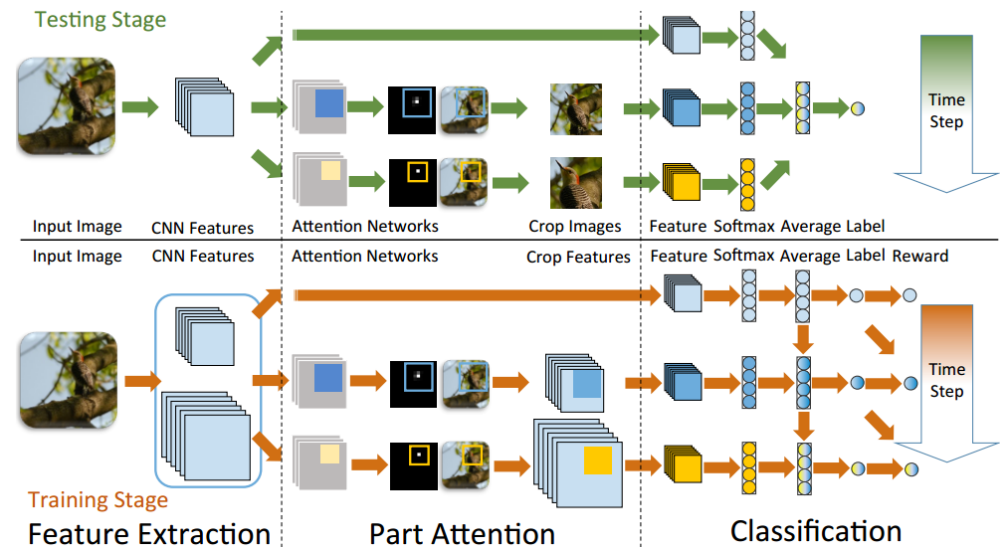 Testing Stage
Time
Step
Input Image
CNN Features
Attention Networks
Crop Images
Feature
Softmax
Average
Label
Input Image
CNN Features
Attention Networks
Crop Features
Feature
Softmax
Average
Label
Reward
Time
Step
Training Stage
Feature Extraction
Part Attention
Classification